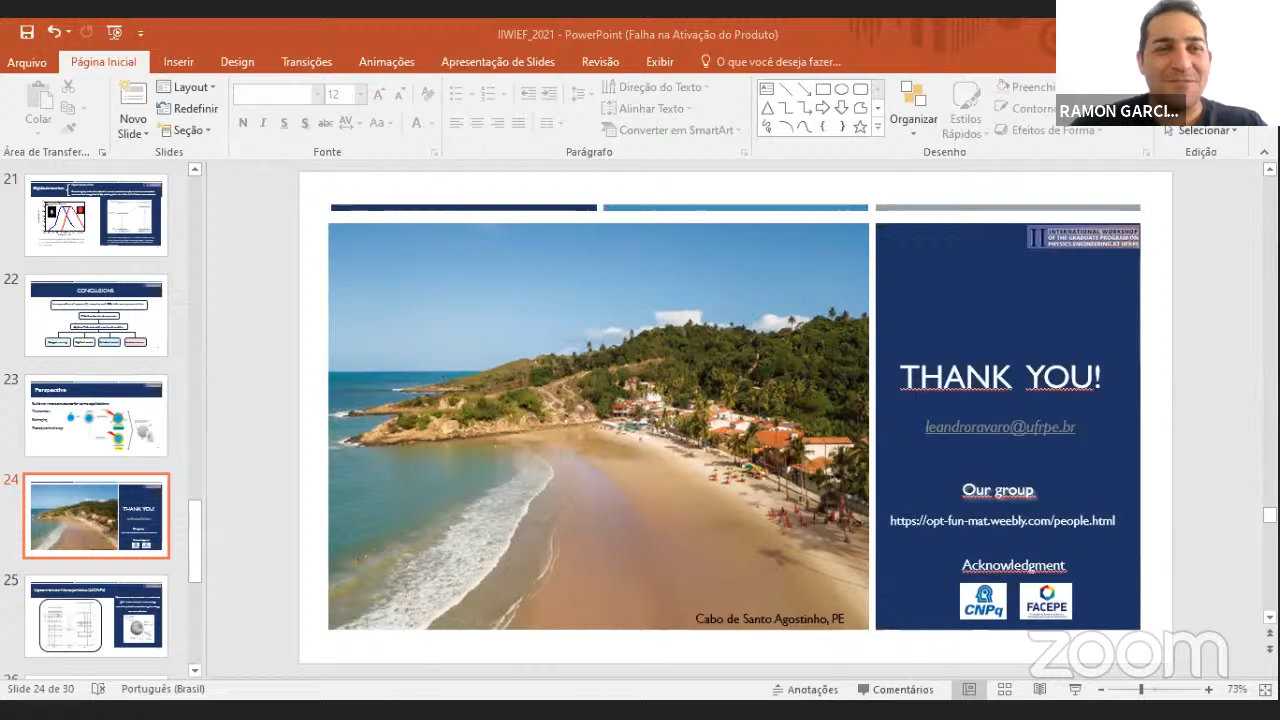 IIWIEF_2021 - PowerPoint (Falha na Ativação do Produto)
Arquivo
Página Inicial
Inserir
Design
Transições
Animações
Apresentação de Slides
Revisão
Exibir
O que você deseja fazer...
RAMON GARCI...
Colar
Novo
Slide
Layout
Redefinir
Seção
12
N I S S abc AV Aa A
Direção do Texto
Alinhar Texto
Converter em SmartArt
Organizar
Estilos
Rápidos
Preenchi
Contorno
Efeitos de Forma
Selecionar
Área de Transfer...
Slides
Fonte
Parágrafo
Desenho
Edição
21
22
CONCLUSIONS
23
Perspective
24
THANK YOU!
25
II INTERNATIONAL WORKSHOP
OF THE GRADUATE PROGRAM ON
PHYSICS ENGINEERING AT UFRPE
THANK YOU!
leandroravaro@ufrpe.br
Our group
https://opt-fun-mat.weebly.com/people.html
Acknowledgment
CNPq
FACEPE
Cabo de Santo Agostinho, PE
zoom
Slide 24 de 30
Português (Brasil)
Anotações
Comentários
73%